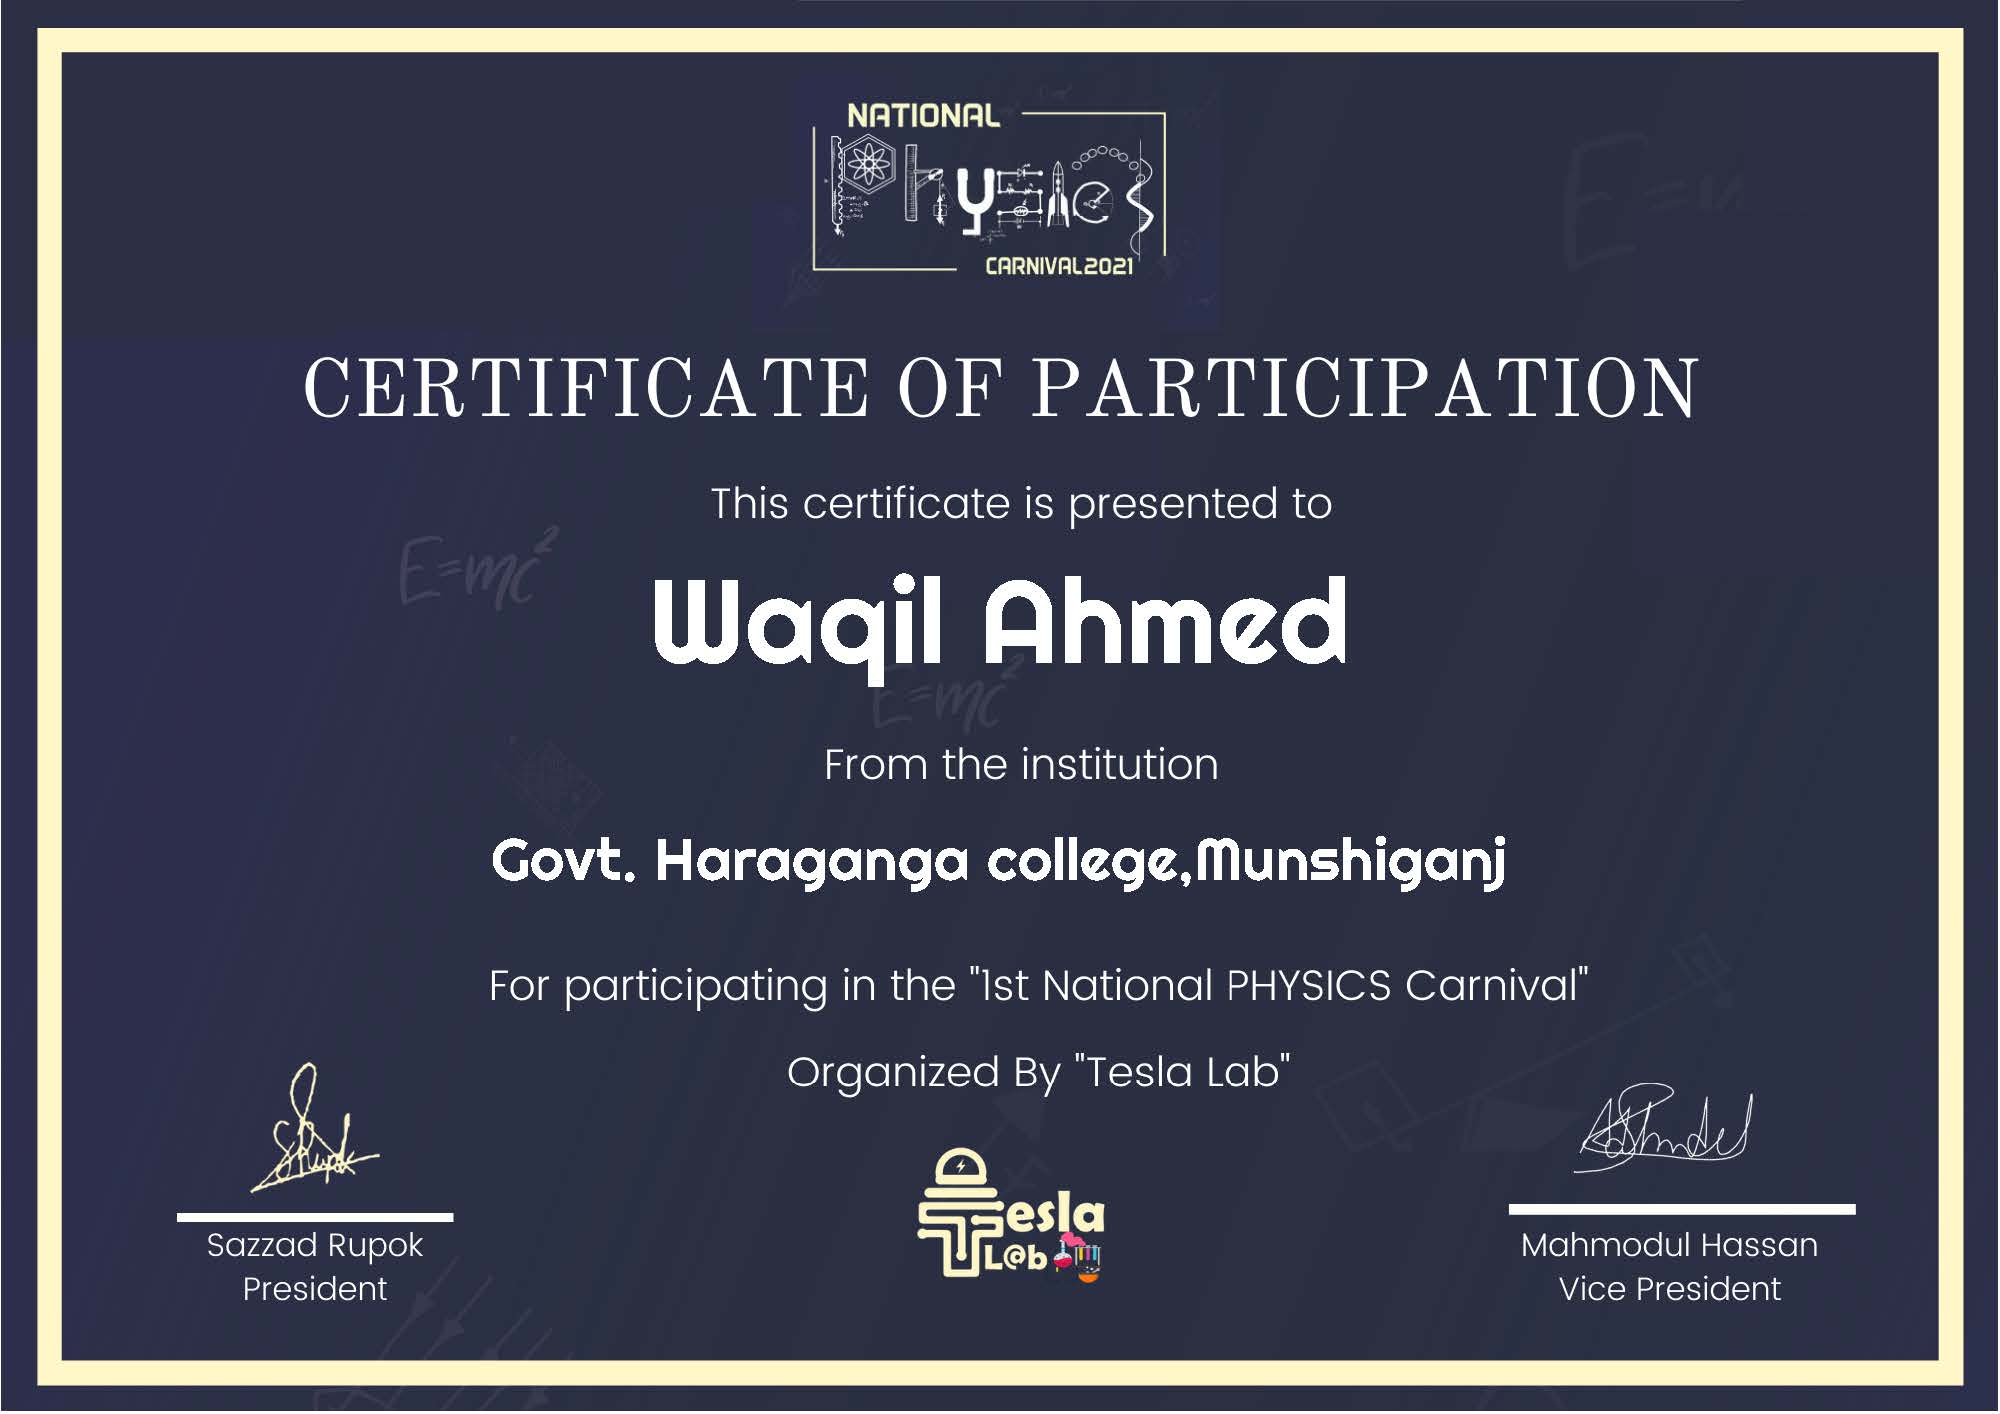 NATIONAL
Physics
CARNIVAL2021
CERTIFICATE OF PARTICIPATION
This certificate is presented to
E=mc²
Waqil Ahmed
E=mc²
From the institution
Govt. Haraganga college,Munshiganj
For participating in the "1st National PHYSICS Carnival"
Organized By "Tesla Lab"
Tesla
L@b
Sazzad Rupok
President
Mahmodul Hassan
Vice President